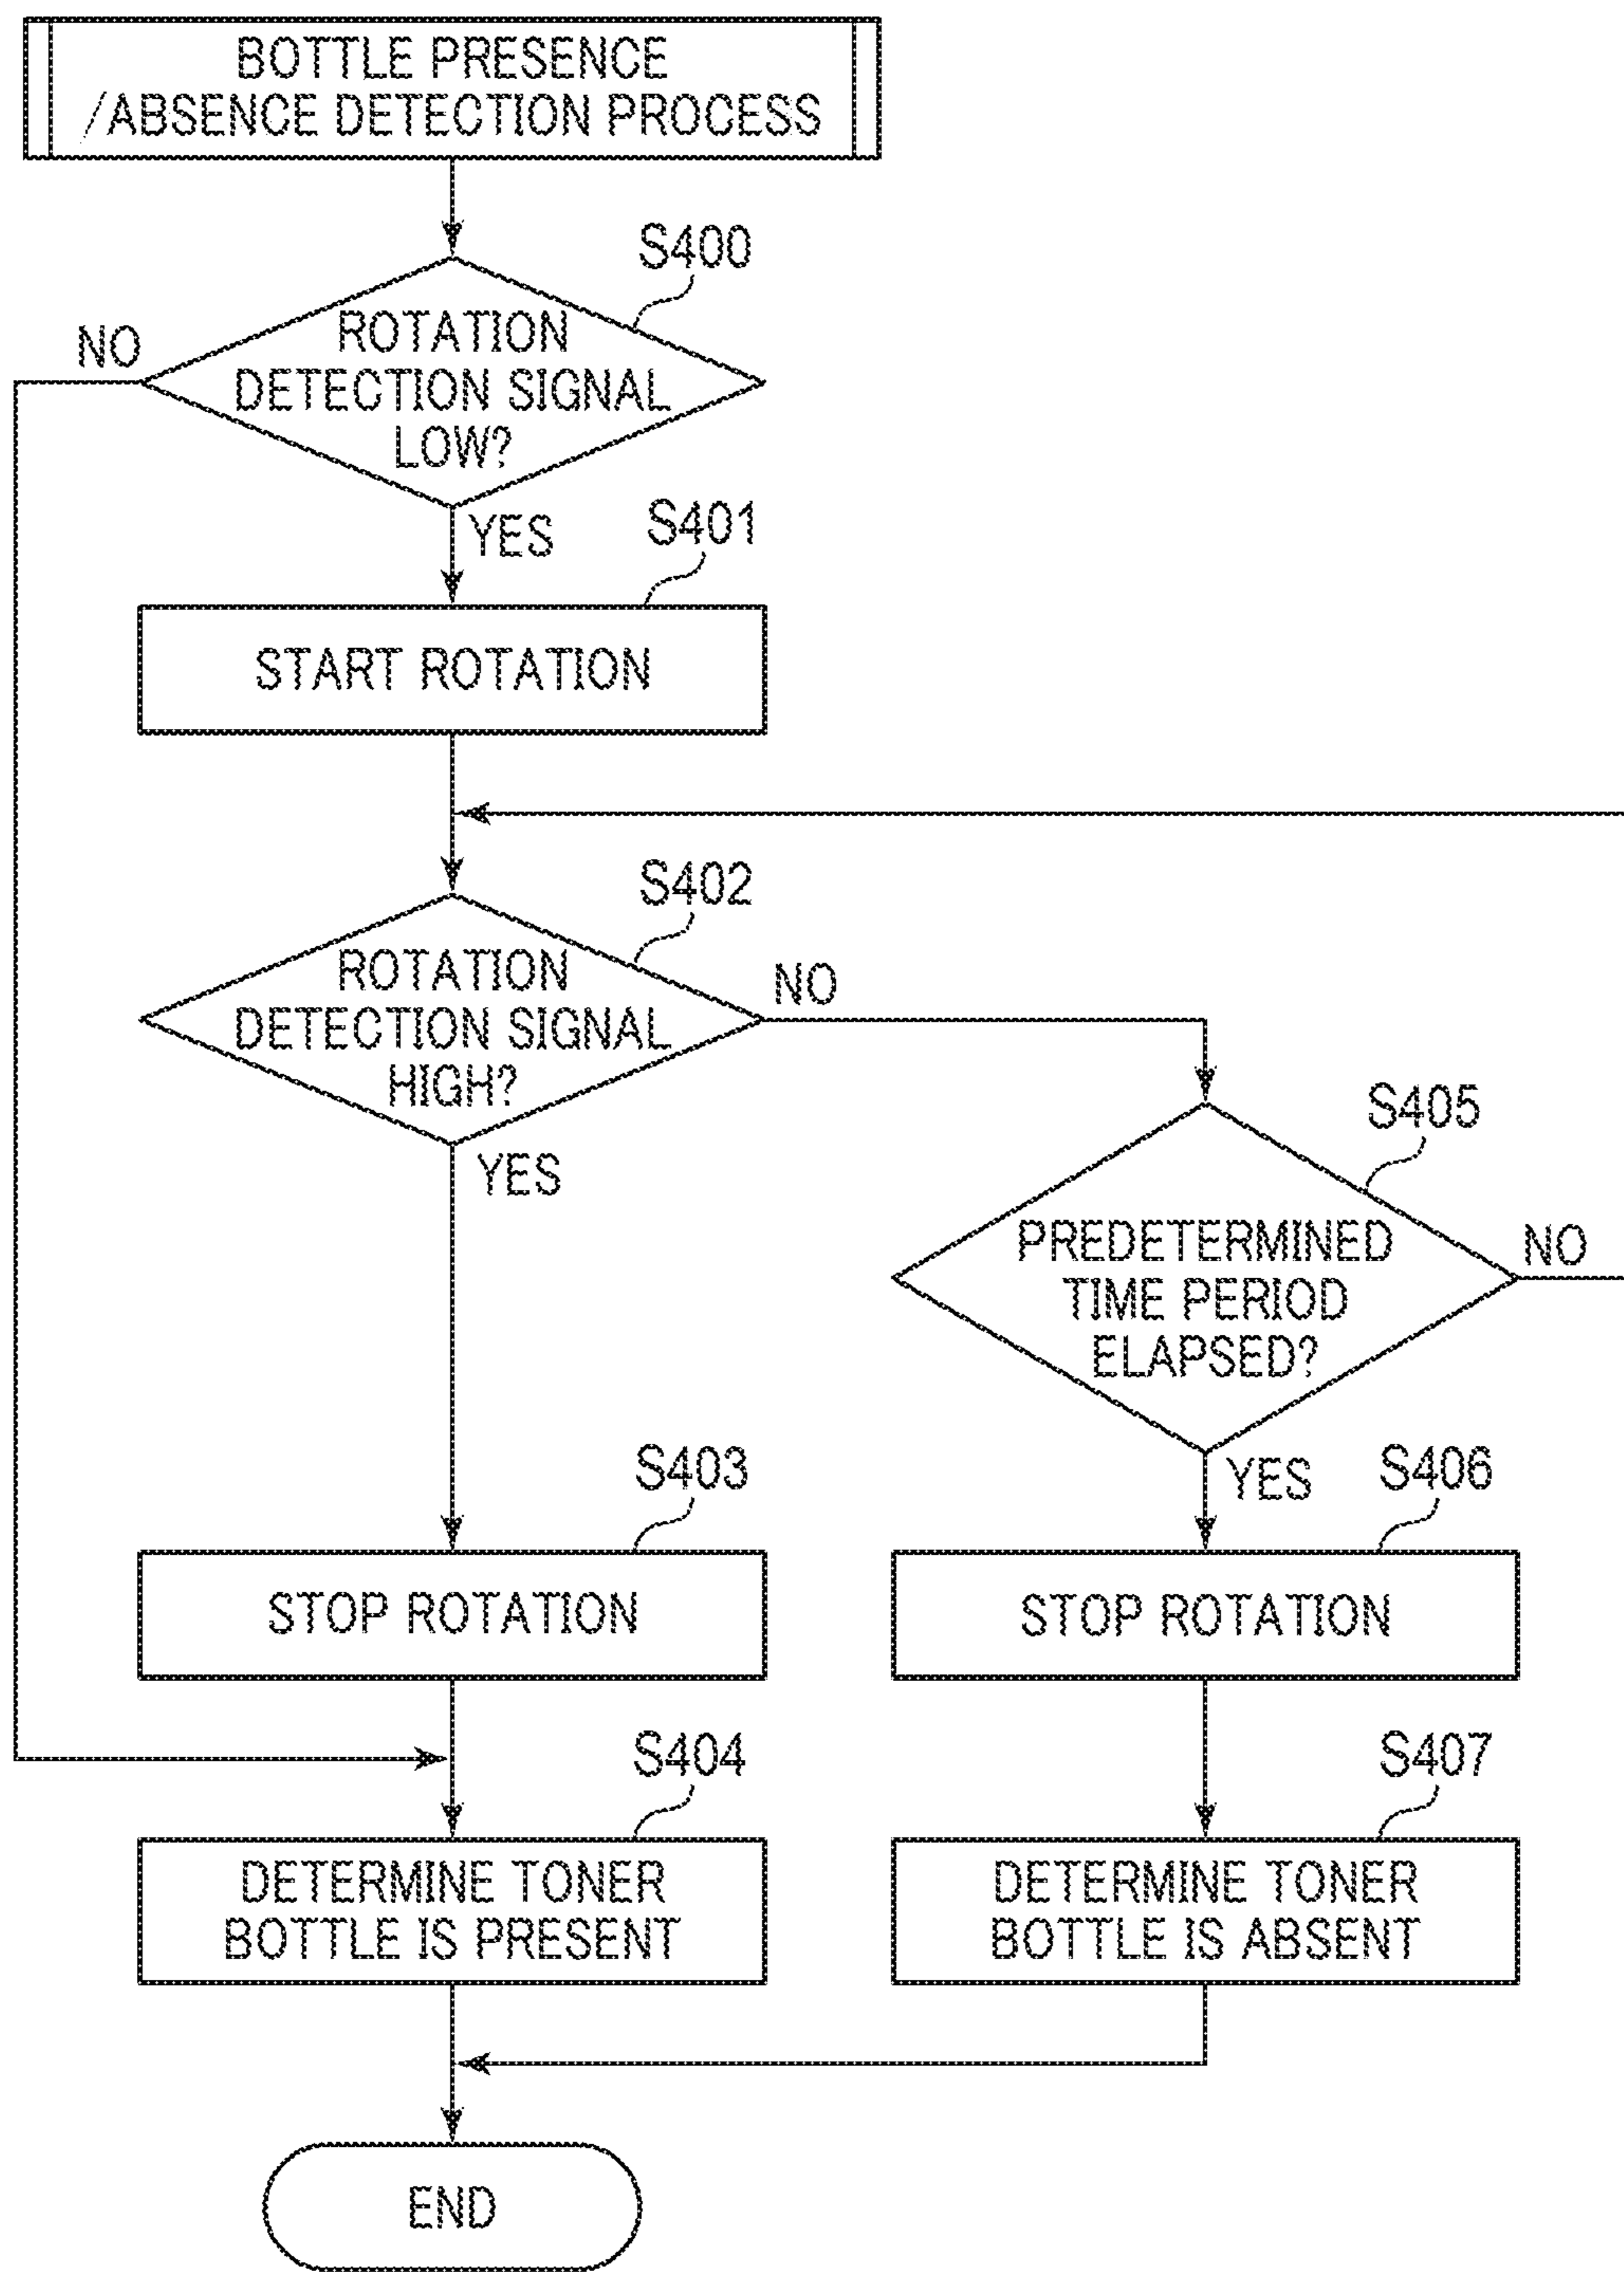 BOTTLE PRESENCE
/ABSENCE DETECTION PROCESS
S400
NO
ROTATION
DETECTION SIGNAL
LOW?
YES
S401
START ROTATION
S402
ROTATION
DETECTION SIGNAL
HIGH?
NO
YES
S405
PREDETERMINED
TIME PERIOD
ELAPSED?
NO
YES
S403
STOP ROTATION
S406
STOP ROTATION
S404
DETERMINE TONER
BOTTLE IS PRESENT
S407
DETERMINE TONER
BOTTLE IS ABSENT
END